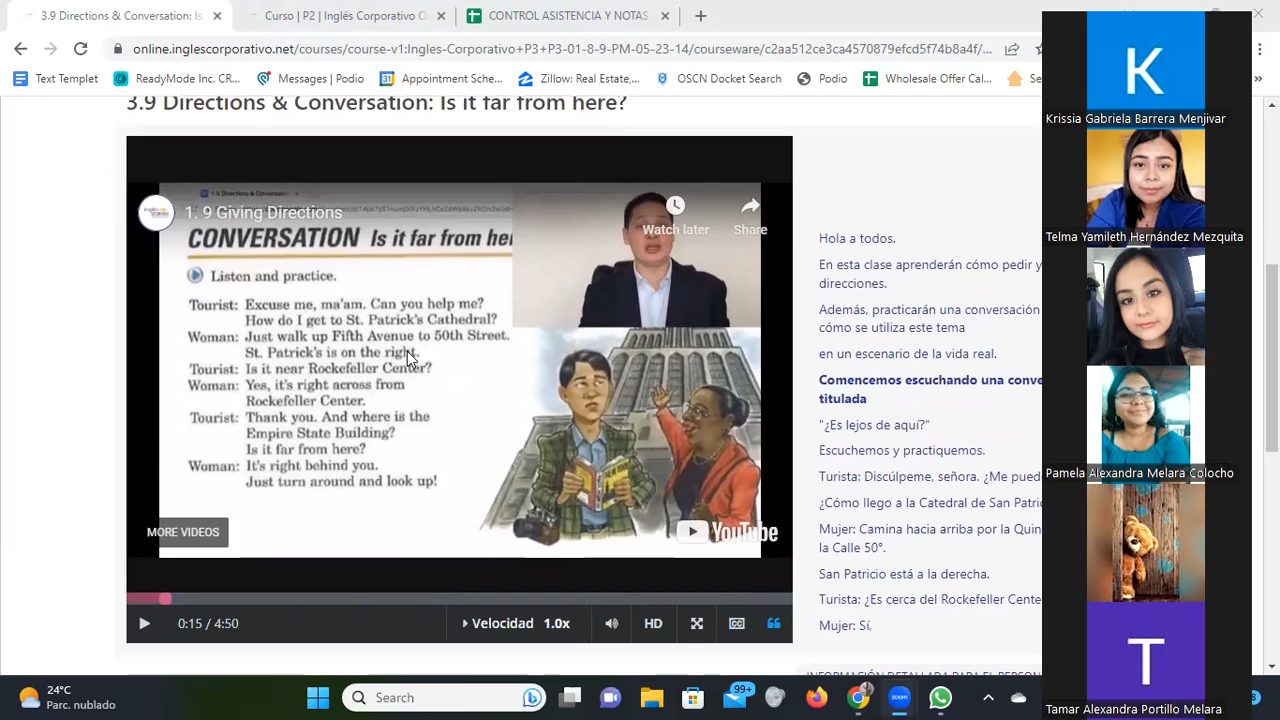 3.9 Directions & Conversation: Is
Curso | P2 | Inglés Corporativo O
CONTROL ADISTENCIA Y NOTAS
online.inglescorporativo.net/courses/course-v1:Ingles-Corporativo+P3+P3-01-8-9-PM-05-23-14/courseware/c2aa512ce3ca4570879efcd5f74b8a4f/...
Text Templet
ReadyMode Inc. CR...
Messages | Podio
Appointment Sche...
Zillow: Real Estate,...
OSCN Docket Search
Podio
Wholesale Offer Cal...
Se
3.9 Directions & Conversation: Is it far from here?
1.9 Giving Directions
Watch later
Share
CONVERSATION Is it far from her
Listen and practice.
Tourist: Excuse me, ma'am. Can you help me?
How do I get to St. Patrick's Cathedral?
Woman: Just walk up Fifth Avenue to 50th Street.
St. Patrick's is on the right.
Tourist: Is it near Rockefeller Center?
Woman: Yes, it's right across from
Rockefeller Center.
Tourist: Thank you. And where is the
Empire State Building?
Is it far from here?
Woman: It's right behind you.
Just turn around and look up!
MORE VIDEOS
YouTube
0:15 / 4:50
Velocidad 1.0x
HD
Hola a todos.
En esta clase aprenderán cómo pedir y
direcciones.
Además, practicarán una conversación
cómo se utiliza este tema
en un escenario de la vida real.
Comencemos escuchando una conve
titulada
"¿Es lejos de aquí?"
Escuchemos y practiquemos.
Turista: Discúlpeme, señora. ¿Me pued
¿Cómo llego a la Catedral de San Patric
Mujer: Camina hacia arriba por la Quin
la Calle 50°.
San Patricio está a la derecha.
Turista: ¿Es cerca del Rockefeller Cente
Mujer: Sí,
Krissia Gabriela Barrera Menjivar
Telma Yamileth Hernández Mezquita
Pamela Alexandra Melara Colocho
T
Tamar Alexandra Portillo Melara
K
24°C
Parc. nublado
Search
99+
zoom